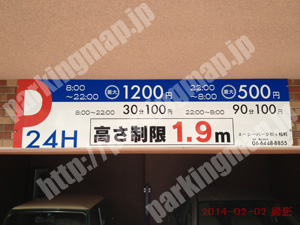 P 24H
8:00～22:00 最大 1200円
22:00～8:00 最大 500円
8:00～22:00 30分100円
22:00～8:00 90分100円
高さ制限 1.9m
06-6448-8855
http://parkingmap.jp
parkingmap.jp
2014-02-02